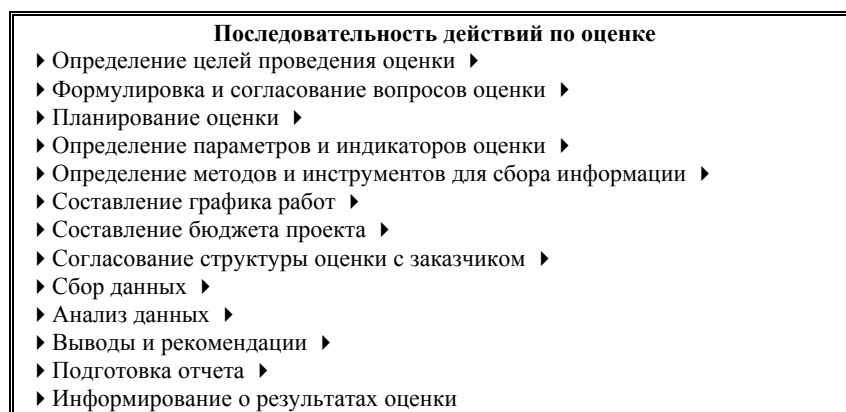 Последовательность действий по оценке
Определение целей проведения оценки
Формулировка и согласование вопросов оценки
Планирование оценки
Определение параметров и индикаторов оценки
Определение методов и инструментов для сбора информации
Составление графика работ
Составление бюджета проекта
Согласование структуры оценки с заказчиком
Сбор данных
Анализ данных
Выводы и рекомендации
Подготовка отчета
Информирование о результатах оценки